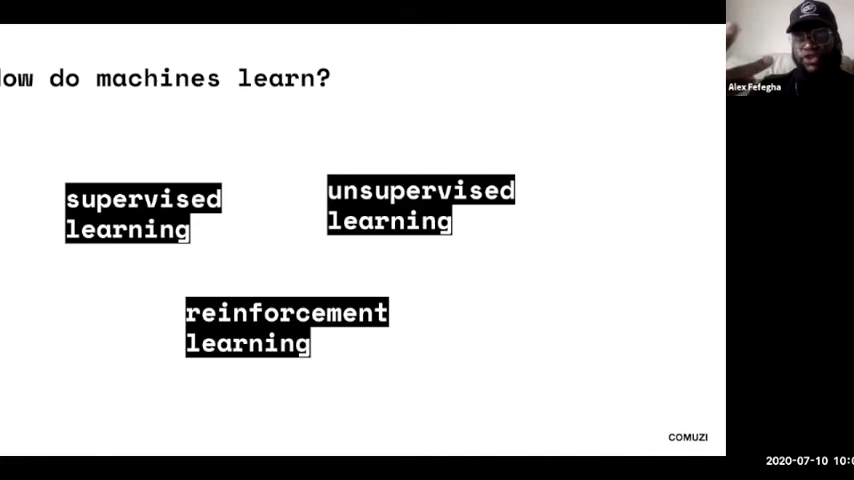 ow do machines learn?
supervised
learning
unsupervised
learning
reinforcement
learning
COMUZI
Alex Fefegha
2020-07-10 10:0